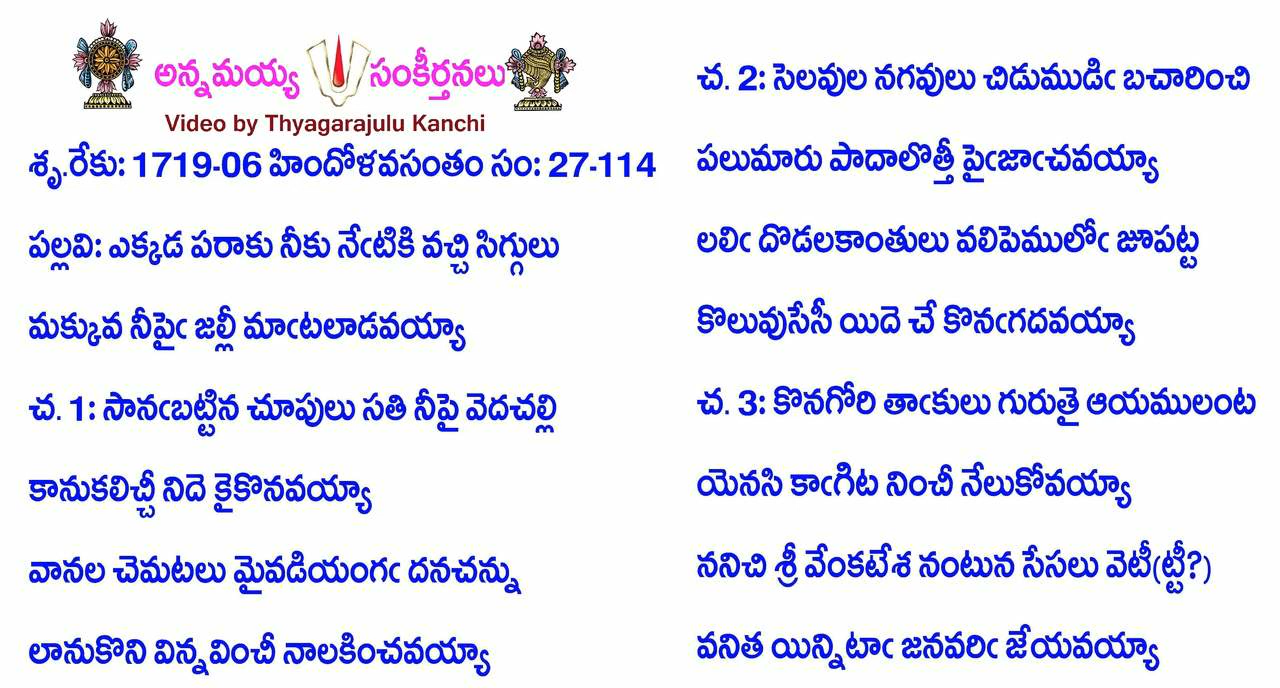 అన్నమయ్య సంకీర్తనలు
Video by Thyagarajulu Kanchi
శృ.రేకు: 1719-06 హిందోళవసంతం సం: 27-114
పల్లవి: ఎక్కడ పరాకు నీకు నేఁటికి వచ్చి సిగ్గులు
మక్కువ నీపైఁ జల్లీ మాఁటలాడవయ్యా
చ. 1: సానఁబట్టిన చూపులు సతి నీపై వెదచల్లి
కానుకలిచ్చీ నిదె కైకొనవయ్యా
వానల చెమటలు మైవడియంగఁ దనచన్ను
లానుకొని విన్నవించీ నాలకించవయ్యా
చ. 2: సెలవుల నగవులు చిడుముడిఁ బచారించి
పలుమారు పాదాలొత్తీ పైఁజాఁచవయ్యా
లలిఁ దొడలకాంతులు వలిపెములోఁ జూపట్ట
కొలువుసేసీ యిదె చే కొనఁగదవయ్యా
చ. 3: కొనగోరి తాఁకులు గురుతై ఆయములంట
యెనసి కాఁగిట నించీ నేలుకోవయ్యా
ననిచి శ్రీ వేంకటేశ నంటున సేసలు వెటీ(ట్టీ?)
వనిత యిన్నిటాఁ జనవరిఁ జేయవయ్యా